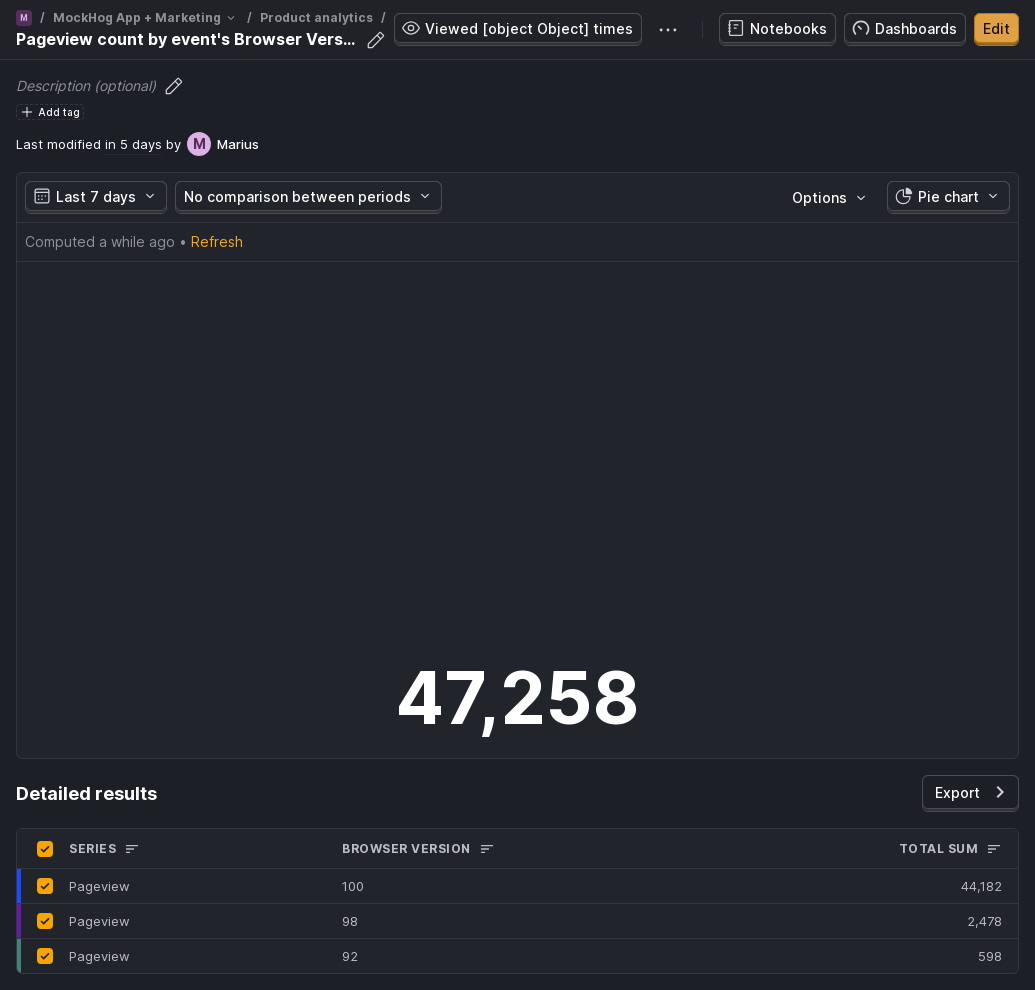 M / MockHog App + Marketing / Product analytics /
Pageview count by event's Browser Vers...
Viewed [object Object] times
Notebooks
Dashboards
Edit
Description (optional)
Add tag
Last modified in 5 days by M Marius
Last 7 days
No comparison between periods
Options
Pie chart
Computed a while ago • Refresh
47,258
Detailed results
Export
SERIES BROWSER VERSION TOTAL SUM
Pageview 100 44,182
Pageview 98 2,478
Pageview 92 598